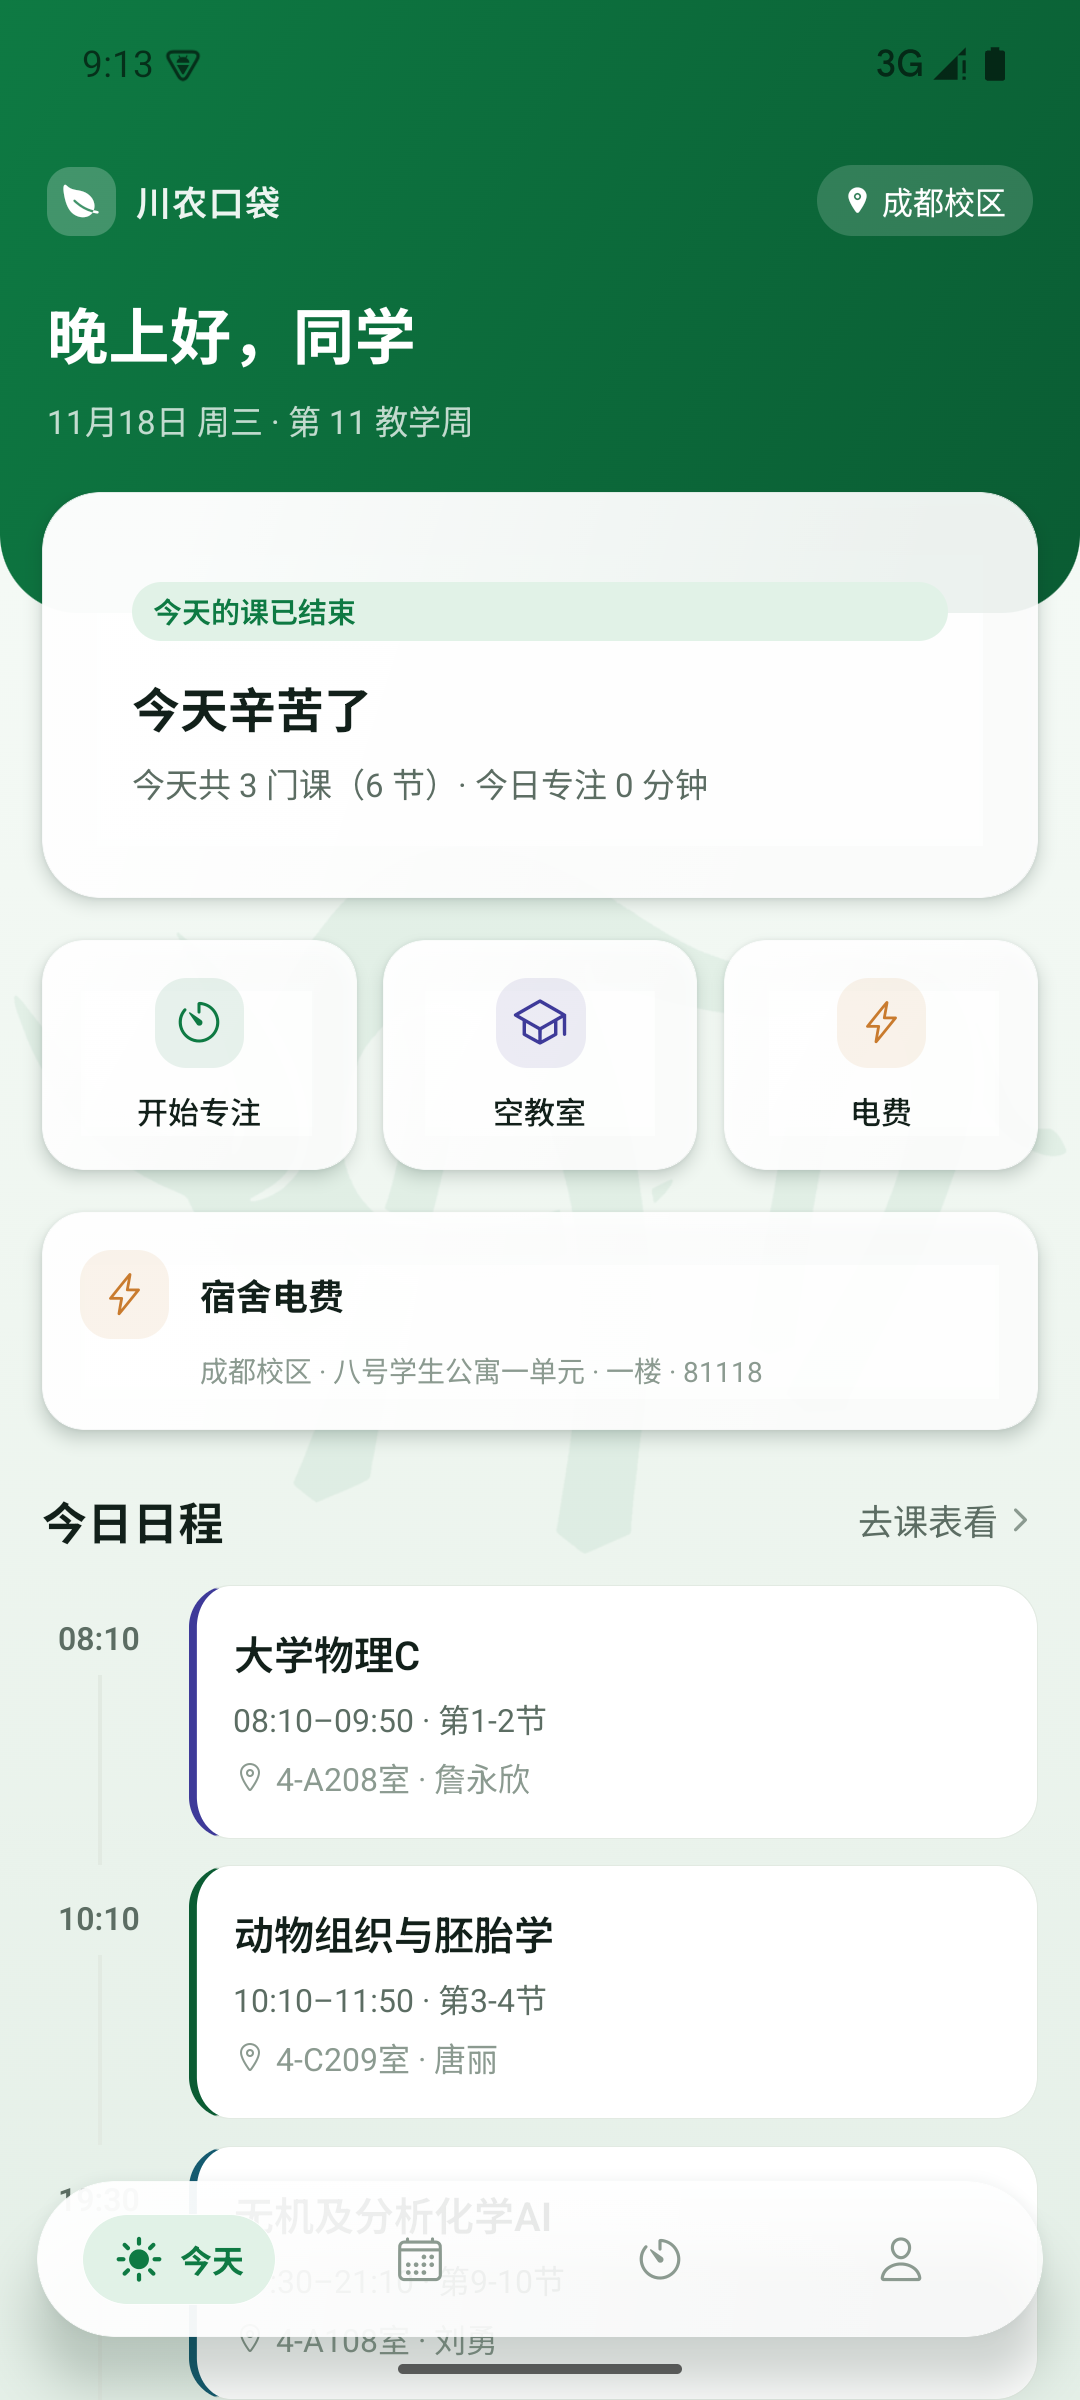 9:13
3G
川农口袋
成都校区
晚上好，同学
11月18日 周三 · 第 11 教学周
今天的课已结束
今天辛苦了
今天共 3 门课（6 节）· 今日专注 0 分钟
开始专注
空教室
电费
宿舍电费
成都校区 · 八号学生公寓一单元 · 一楼 · 81118
今日日程
去课表看
08:10
大学物理C
08:10–09:50 · 第1-2节
4-A208室 · 詹永欣
10:10
动物组织与胚胎学
10:10–11:50 · 第3-4节
4-C209室 · 唐丽
19:30
无机及分析化学AI
:30–21:10 · 第9-10节
4-A108室 · 刘勇
今天